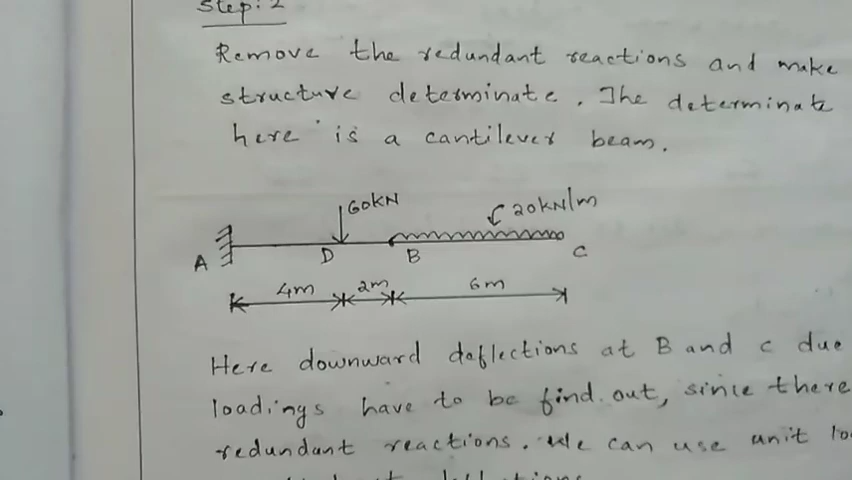 Step: 2
Remove the redundant reactions and make
structure determinate. The determinate
here is a cantilever beam.
60KN
20KN/m
A
D
B
C
4m
2m
6m
Here downward deflections at B and c due
loadings have to be find out, since there
redundant reactions. We can use unit lo